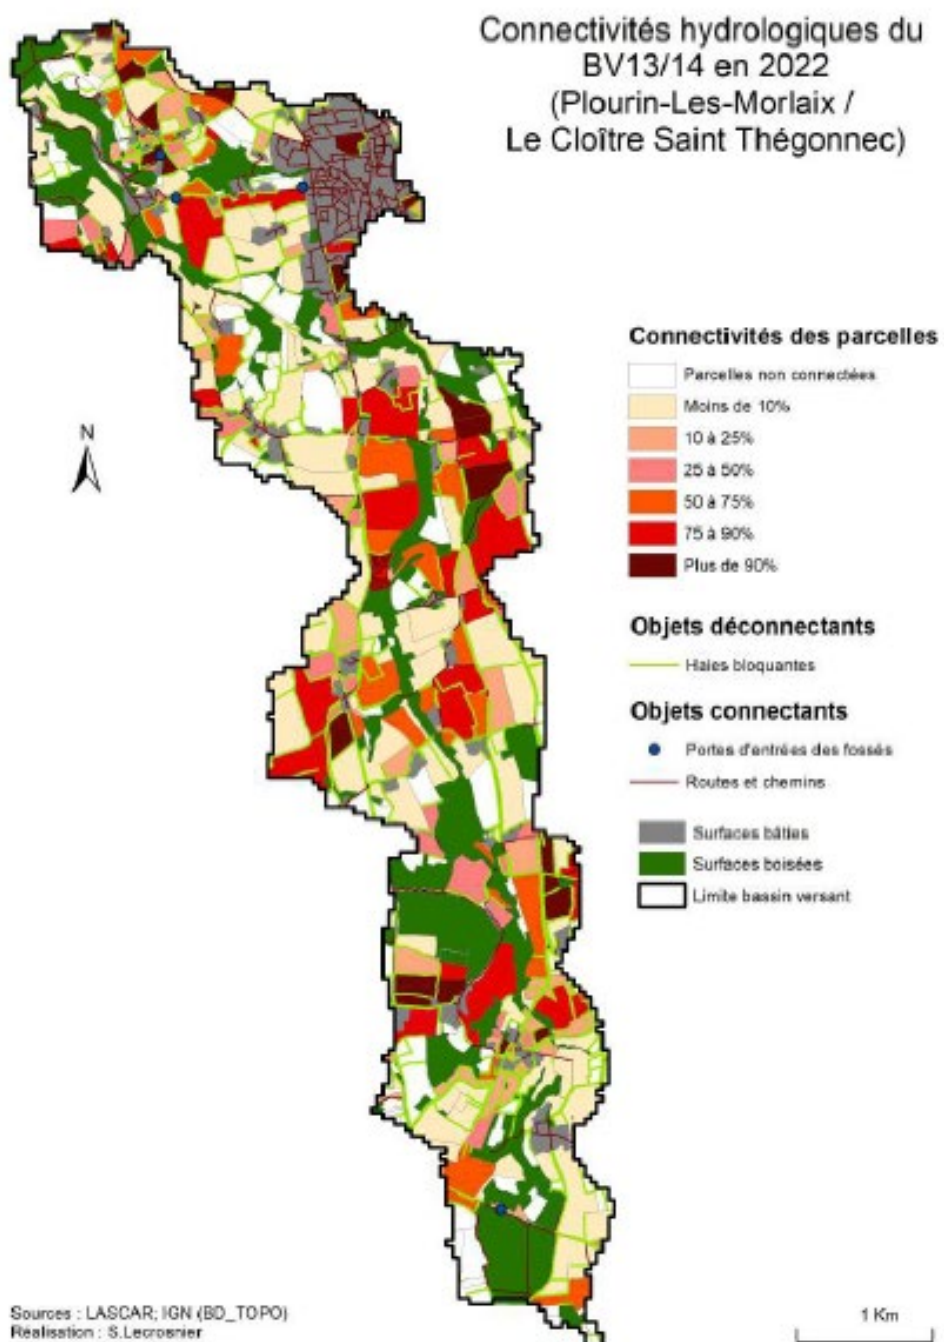 Connectivités hydrologiques du
BV13/14 en 2022
(Plourin-Les-Morlaix /
Le Cloître Saint Thégonnec)
Connectivités des parcelles
Parcelles non connectées
Moins de 10%
10 à 25%
25 à 50%
50 à 75%
75 à 90%
Plus de 90%
N
Objets déconnectants
Haies bloquantes
Objets connectants
Portes d'entrées des fossés
Routes et chemins
Surfaces bâties
Surfaces boisées
Limite bassin versant
Sources : LASCAR; IGN (BD_TOPO)
Réalisation : S.Lecrosnier
1 Km